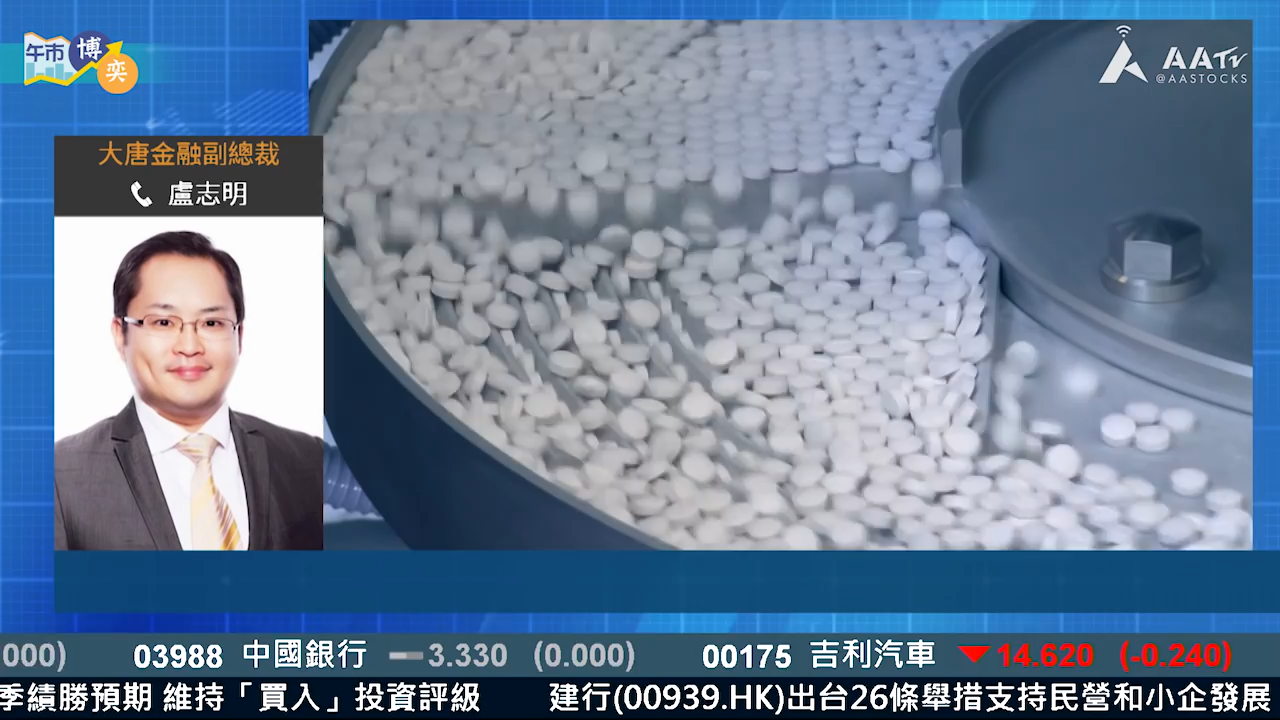 午市
博
奕
AATV
@AASTOCKS
大唐金融副總裁
盧志明
000)
03988 中國銀行 3.330 (0.000)
00175 吉利汽車 14.620 (-0.240)
季績勝預期 維持「買入」投資評級
建行(00939.HK)出台26條舉措支持民營和小企發展